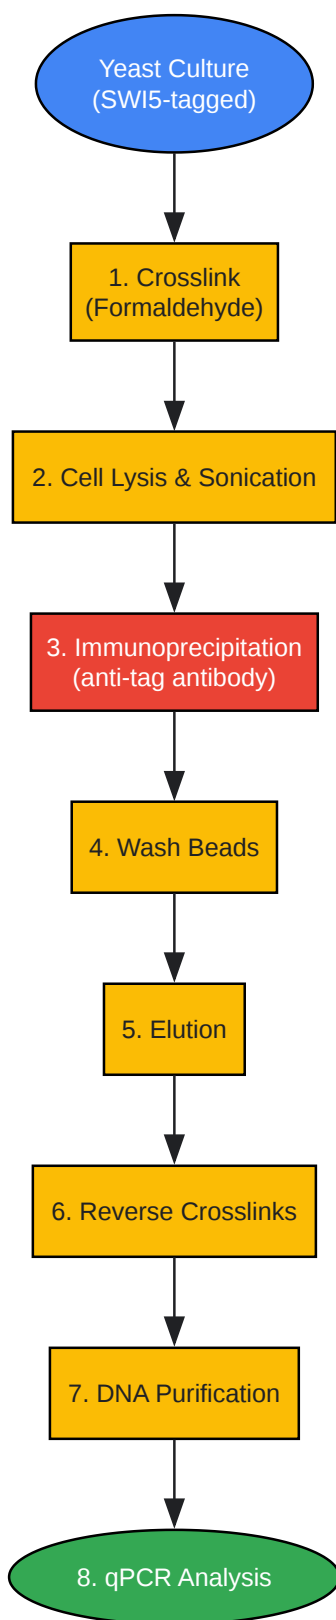 Yeast Culture
(SWI5-tagged)
1. Crosslink
(Formaldehyde)
2. Cell Lysis & Sonication
3. Immunoprecipitation
(anti-tag antibody)
4. Wash Beads
5. Elution
6. Reverse Crosslinks
7. DNA Purification
8. qPCR Analysis